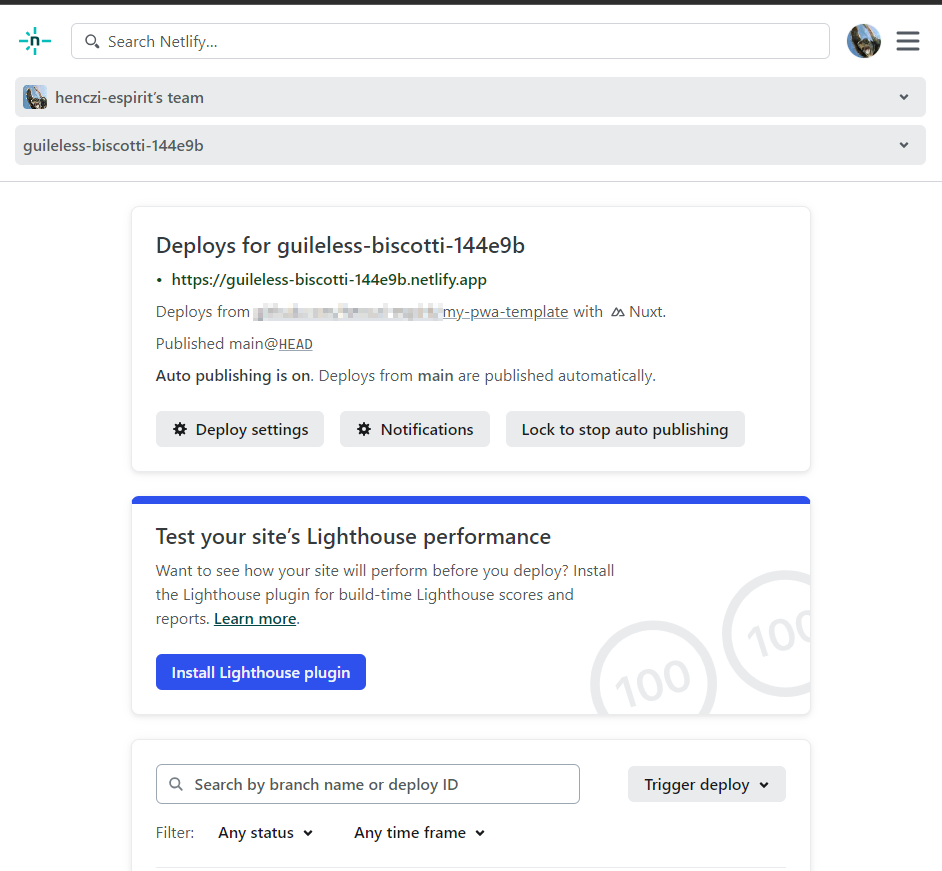 n
Search Netlify...
henczi-espirit's team
guileless-biscotti-144e9b
Deploys for guileless-biscotti-144e9b
• https://guileless-biscotti-144e9b.netlify.app
Deploys from my-pwa-template with Nuxt.
Published main@HEAD
Auto publishing is on. Deploys from main are published automatically.
Deploy settings
Notifications
Lock to stop auto publishing
Test your site’s Lighthouse performance
Want to see how your site will perform before you deploy? Install
the Lighthouse plugin for build-time Lighthouse scores and
reports. Learn more.
Install Lighthouse plugin
100
100
Search by branch name or deploy ID
Trigger deploy
Filter: Any status Any time frame